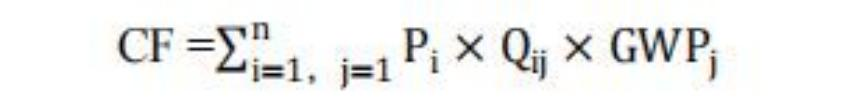 CF =∑ⁿᵢ₌₁, ⱼ₌₁ Pᵢ × Qᵢⱼ × GWPⱼ